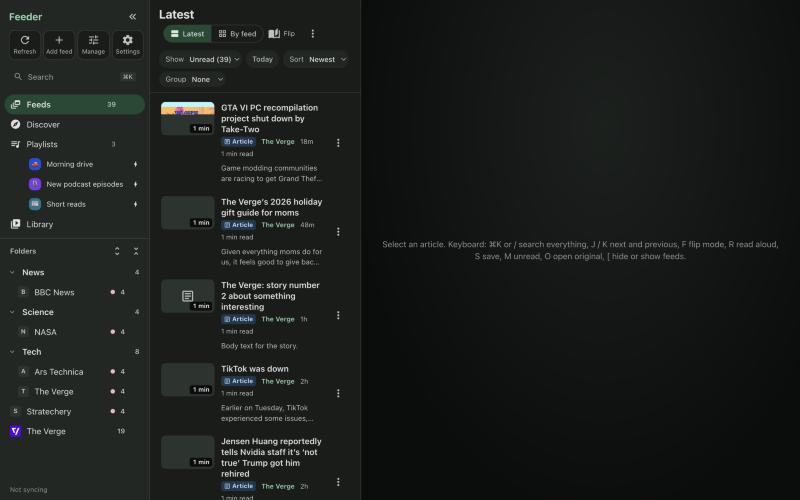 Feeder
Refresh
Add feed
Manage
Settings
Search
⌘K
Feeds 39
Discover
Playlists 3
Morning drive
New podcast episodes
Short reads
Library
Folders
News 4
B BBC News 4
Science 4
N NASA 4
Tech 8
A Ars Technica 4
T The Verge 4
S Stratechery 4
The Verge 19
Not syncing
Latest
Latest By feed Flip
Show Unread (39) Today Sort Newest
Group None
GTA VI PC recompilation
project shut down by
Take-Two
1 min
Article The Verge 18m
1 min read
Game modding communities
are racing to get Grand Thef...
The Verge's 2026 holiday
gift guide for moms
1 min
Article The Verge 48m
1 min read
Given everything moms do for
us, it feels good to give bac...
The Verge: story number
2 about something
interesting
1 min
Article The Verge 1h
1 min read
Body text for the story.
TikTok was down
1 min
Article The Verge 2h
1 min read
Earlier on Tuesday, TikTok
experienced some issues,...
Jensen Huang reportedly
tells Nvidia staff it's 'not
true' Trump got him
rehired
1 min
Article The Verge 2h
1 min read
Select an article. Keyboard: ⌘K or / search everything, J / K next and previous, F flip mode, R read aloud,
S save, M unread, O open original, [ hide or show feeds.